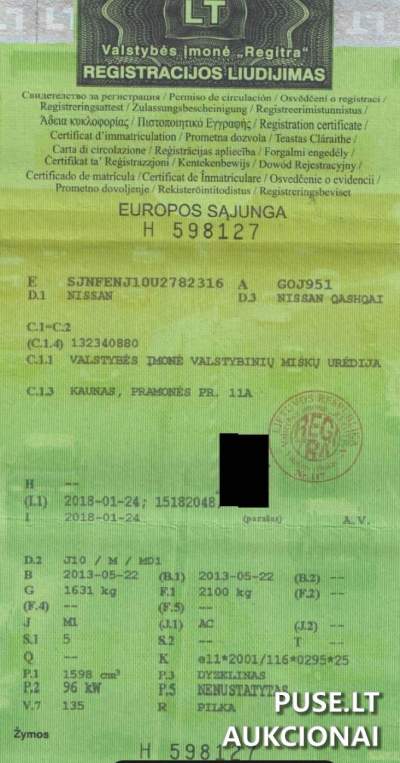 LT
Valstybės įmonė „Regitra"
REGISTRACIJOS LIUDIJIMAS
Свидетелство за регистрация / Permiso de circulación / Osvědčení o registraci /
Registreringsattest / Zulassungsbescheinigung / Registreerimistunnistus /
Άδεια κυκλοφορίας / Πιστοποιητικό Εγγραφής / Registration certificate /
Certificat d'immatriculation / Prometna dozvola / Teastas Cláraithe /
Carta di circolazione / Reģistrācijas apliecība / Forgalmi engedély /
Ċertifikat ta' Reġistrazzjoni / Kentekenbewijs / Dowód Rejestracyjny /
Certificado de matrícula / Certificat de Înmatriculare / Osvedčenie o evidencii /
Prometno dovoljenje / Rekisteröintitodistus / Registreringsbeviset
EUROPOS SĄJUNGA
H 598127
E SJNFENJ10U2782316 A GOJ951
D.1 NISSAN D.3 NISSAN QASHQAI
C.1=C.2
(C.1.4) 132340880
C.1.1 VALSTYBĖS ĮMONĖ VALSTYBINIŲ MIŠKŲ URĖDIJA
C.1.3 KAUNAS, PRAMONĖS PR. 11A
H --
(I.1) 2018-01-24; 15182048,
I 2018-01-24 (parašas) A.V.
D.2 J10 / M / MD1
B 2013-05-22 (B.1) 2013-05-22 (B.2) --
G 1631 kg F.1 2100 kg (F.2) --
(F.4) -- (F.5) --
J M1 (J.1) AC (J.2) --
S.1 5 S.2 -- T --
Q -- K e11*2001/116*0295*25
P.1 1598 cm³ P.3 DYZELINAS
P.2 96 kW P.5 NENUSTATYTAS
V.7 135 R PILKA
PUSE.LT
AUKCIONAI
Žymos
H 598127